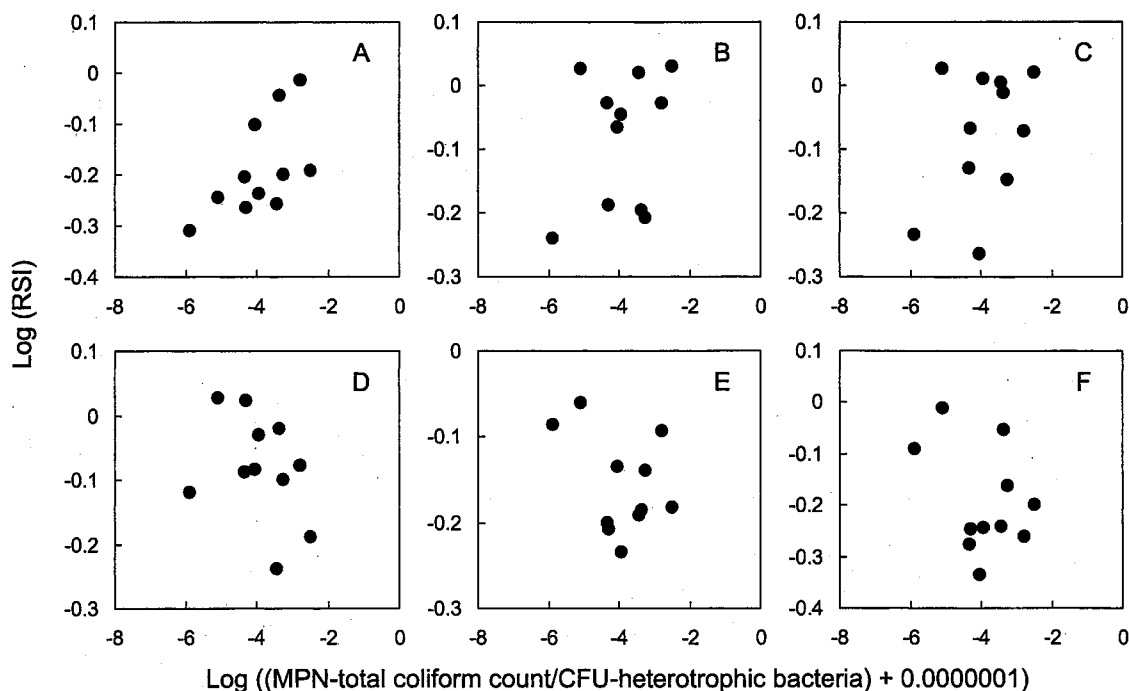 0.1 0.1 0.1
A B C
0 0 0
-0.1 -0.1 -0.1
-0.2 -0.2 -0.2
-0.3
-0.4 -0.3 -0.3
-8 -6 -4 -2 0 -8 -6 -4 -2 0 -8 -6 -4 -2 0
Log (RSI)
0.1 0 0.1
D E F
0 -0.1 0
-0.1 -0.2 -0.1
-0.2 -0.2
-0.3
-0.3 -0.3 -0.4
-8 -6 -4 -2 0 -8 -6 -4 -2 0 -8 -6 -4 -2 0
Log ((MPN-total coliform count/CFU-heterotrophic bacteria) + 0.0000001)